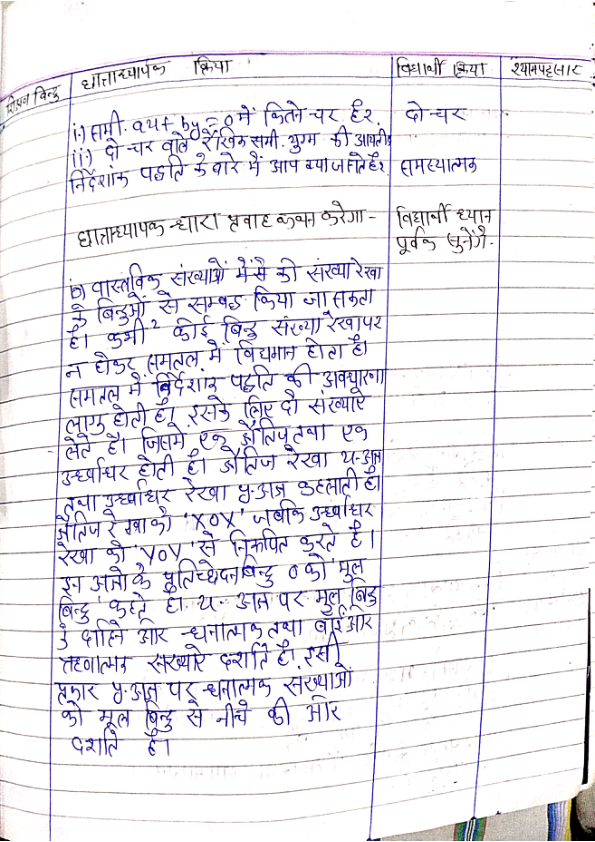 शिक्षण बिन्दु छात्राध्यापक क्रिया विद्यार्थी क्रिया श्यामपट्टसार
i.) समी. ax + by = 0 में कितने चर हैं? दो-चर
ii) दो-चर वाले रैखिक समी. युग्म की
निर्देशांक पद्धति के बारे में आप क्या जानते है? समस्यात्मक
छात्राध्यापक द्वारा प्रवाह कथन करेगा- विद्यार्थी ध्यान
पूर्वक सुनेंगे.
वास्तविक संख्याओं में से की संख्या रेखा
के बिन्दुओं से सम्बद्ध किया जा सकता
है। कभी² कोई बिन्दु संख्या रेखा पर
न होकर समतल में विद्यमान होता है।
समतल में निर्देशांक पद्धति की अवधारणा
लागु होती है। इसके लिए दो संख्याऐ
लेते है। जिसमे एक क्षैतिज तथा एक
उर्ध्वाधर होती है। क्षैतिज रेखा x-अक्ष
तथा उर्ध्वाधर रेखा y-अक्ष कहलाती है।
क्षैतिज रेखा को 'XOX' जबकि उर्ध्वाधर
रेखा को 'YOY' से निरूपित करते है।
इन अक्षो के प्रतिच्छेदन बिन्दु 0 को 'मुल
बिन्दु' कहते है। x- अक्ष पर मुल बिंदु
के दाहिने ओर धनात्मक तथा बाई ओर
ऋणात्मक संख्याऐ दर्शाते है. इसी
प्रकार y-अक्ष पर धनात्मक संख्याओं
को मूल बिन्दु से नीचे की ओर
दर्शाते है।